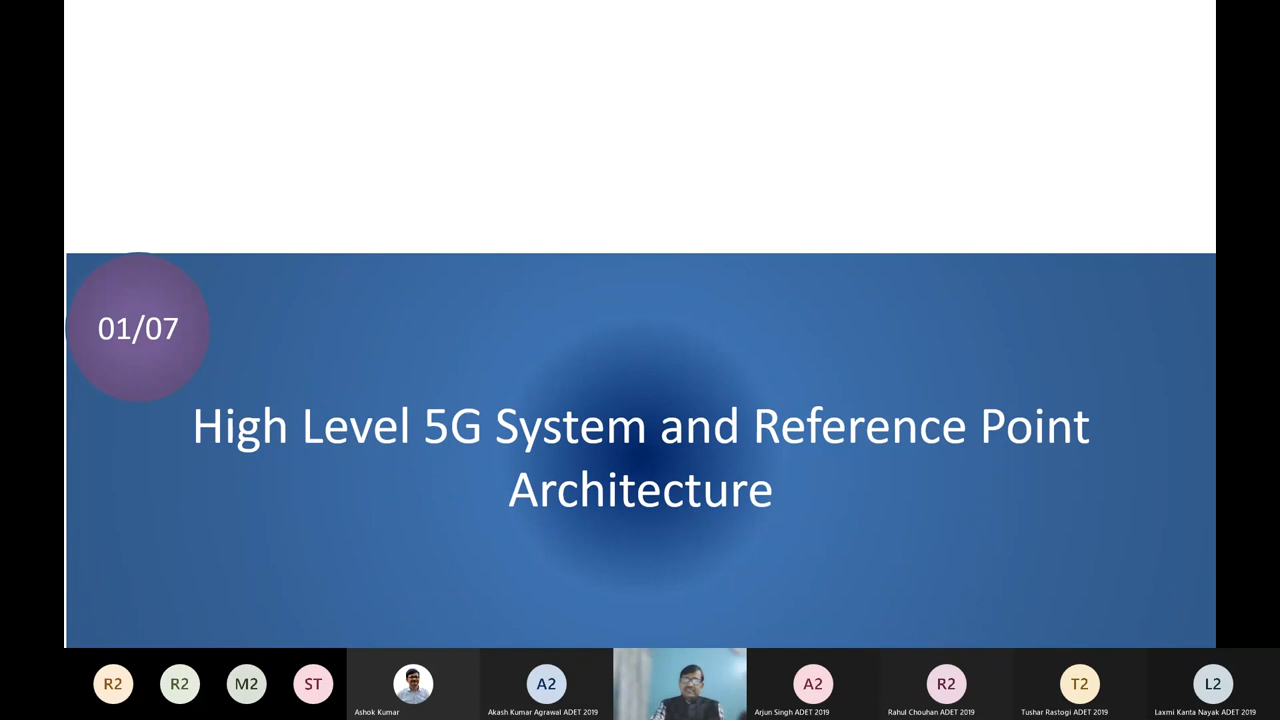 01/07
High Level 5G System and Reference Point
Architecture
R2
R2
M2
ST
Ashok Kumar
A2
Akash Kumar Agrawal ADET 2019
A2
Arjun Singh ADET 2019
R2
Rahul Chouhan ADET 2019
T2
Tushar Rastogi ADET 2019
L2
Laxmi Kanta Nayak ADET 2019